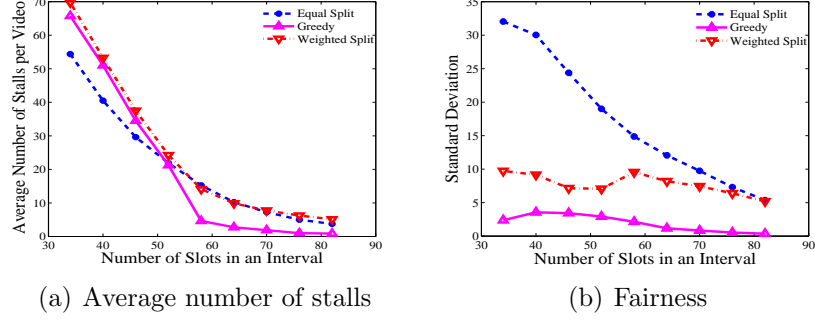 Average Number of Stalls per Video
70
60
50
40
30
20
10
0
30 40 50 60 70 80 90
Number of Slots in an Interval
Equal Split
Greedy
Weighted Split
(a) Average number of stalls
Standard Deviation
35
30
25
20
15
10
5
0
30 40 50 60 70 80 90
Number of Slots in an Interval
Equal Split
Greedy
Weighted Split
(b) Fairness